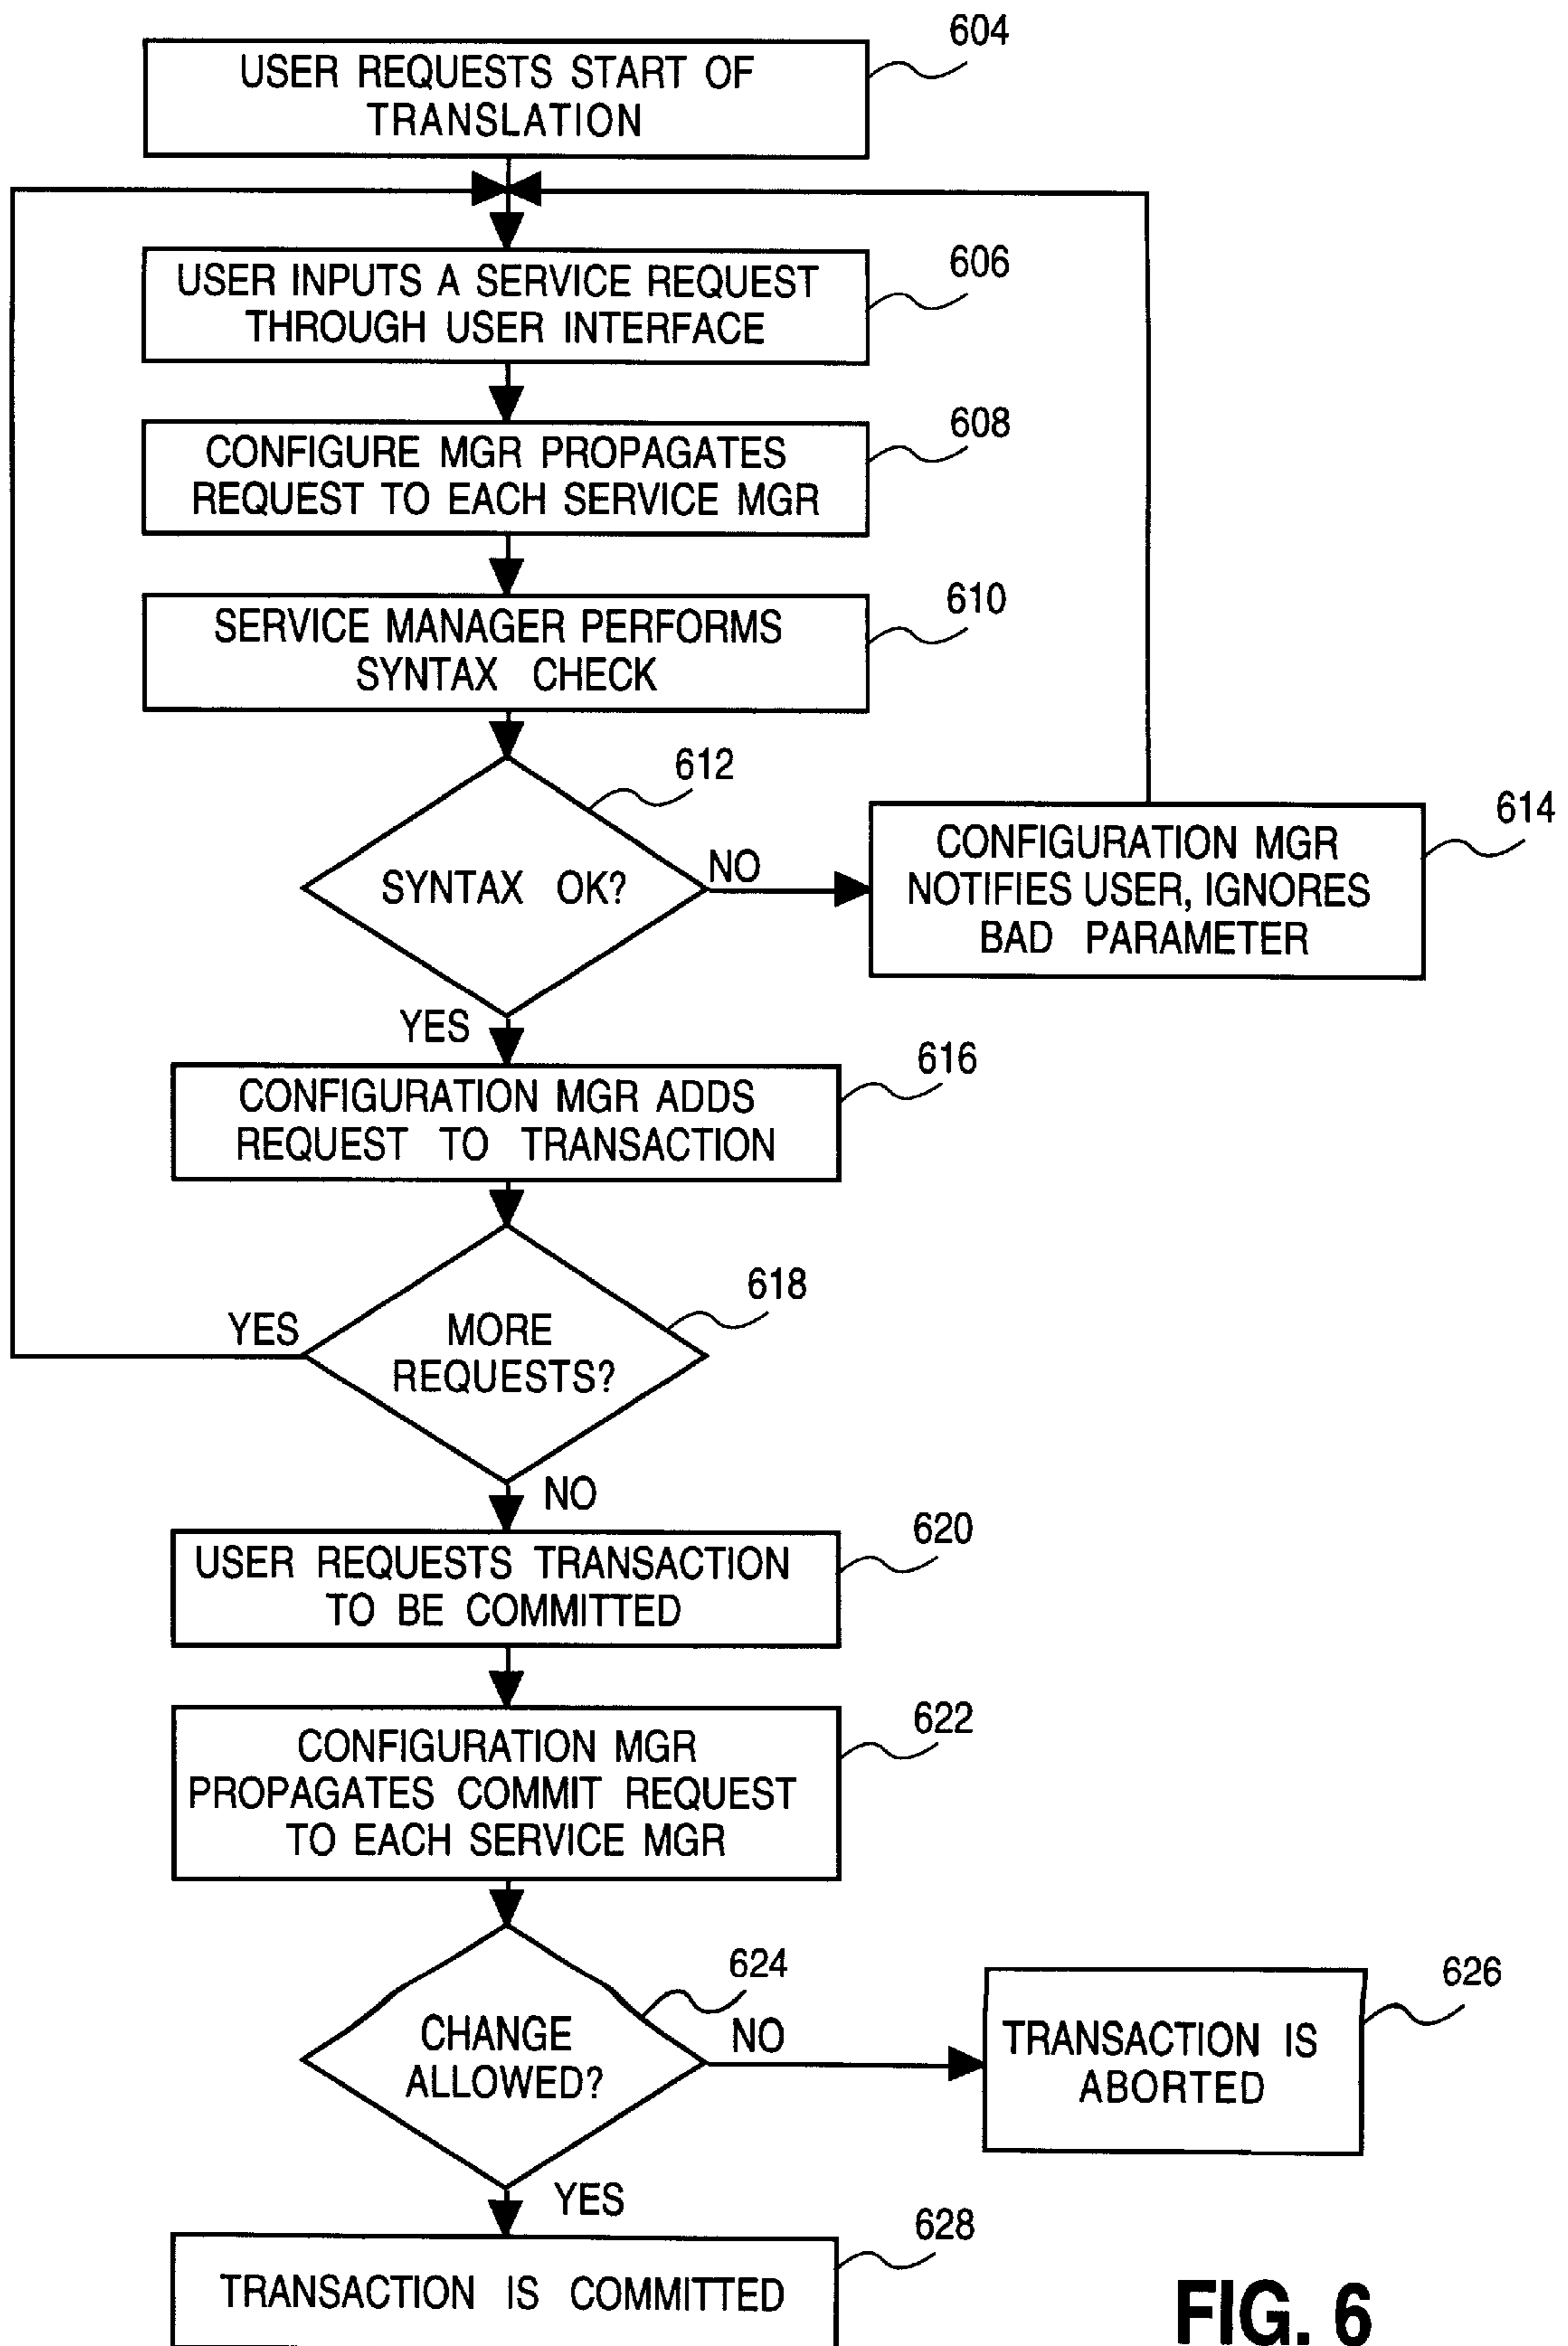 604
USER REQUESTS START OF
TRANSLATION
606
USER INPUTS A SERVICE REQUEST
THROUGH USER INTERFACE
608
CONFIGURE MGR PROPAGATES
REQUEST TO EACH SERVICE MGR
610
SERVICE MANAGER PERFORMS
SYNTAX CHECK
612
SYNTAX OK?
NO
614
CONFIGURATION MGR
NOTIFIES USER, IGNORES
BAD PARAMETER
YES
616
CONFIGURATION MGR ADDS
REQUEST TO TRANSACTION
618
YES
MORE
REQUESTS?
NO
620
USER REQUESTS TRANSACTION
TO BE COMMITTED
622
CONFIGURATION MGR
PROPAGATES COMMIT REQUEST
TO EACH SERVICE MGR
624
CHANGE
ALLOWED?
NO
626
TRANSACTION IS
ABORTED
YES
628
TRANSACTION IS COMMITTED
FIG. 6